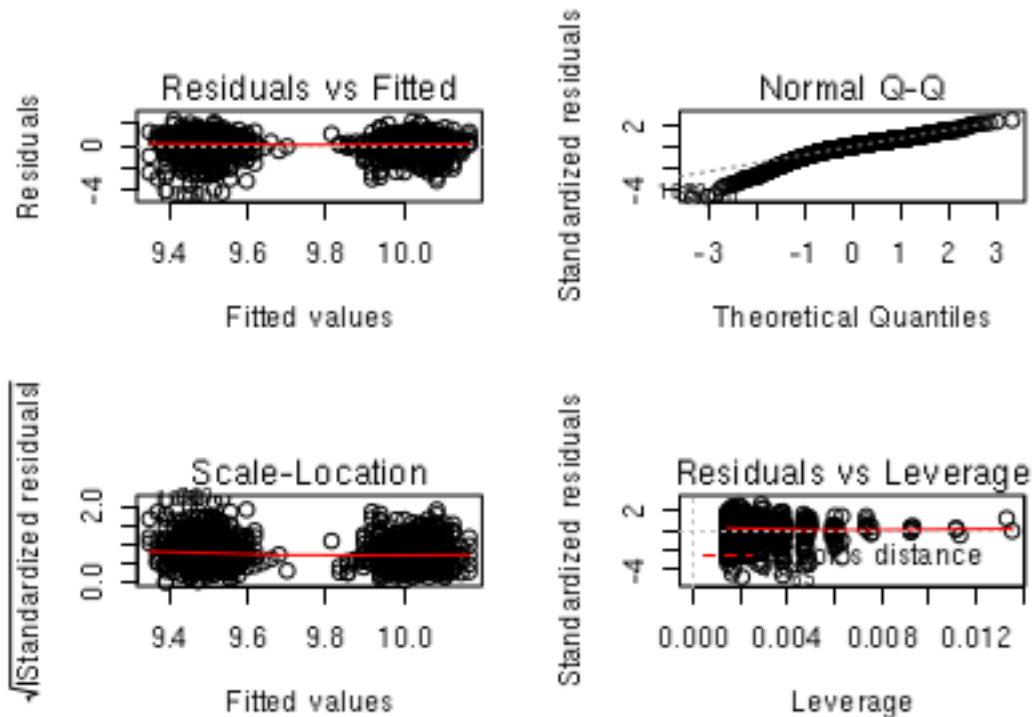 Residuals vs Fitted
Residuals
0
-4
9.4 9.6 9.8 10.0
Fitted values
Normal Q-Q
Standardized residuals
2
-4
-3 -1 0 1 2 3
Theoretical Quantiles
Scale-Location
√|Standardized residuals|
2.0
0.0
9.4 9.6 9.8 10.0
Fitted values
Residuals vs Leverage
Standardized residuals
2
-4
distance
0.000 0.004 0.008 0.012
Leverage